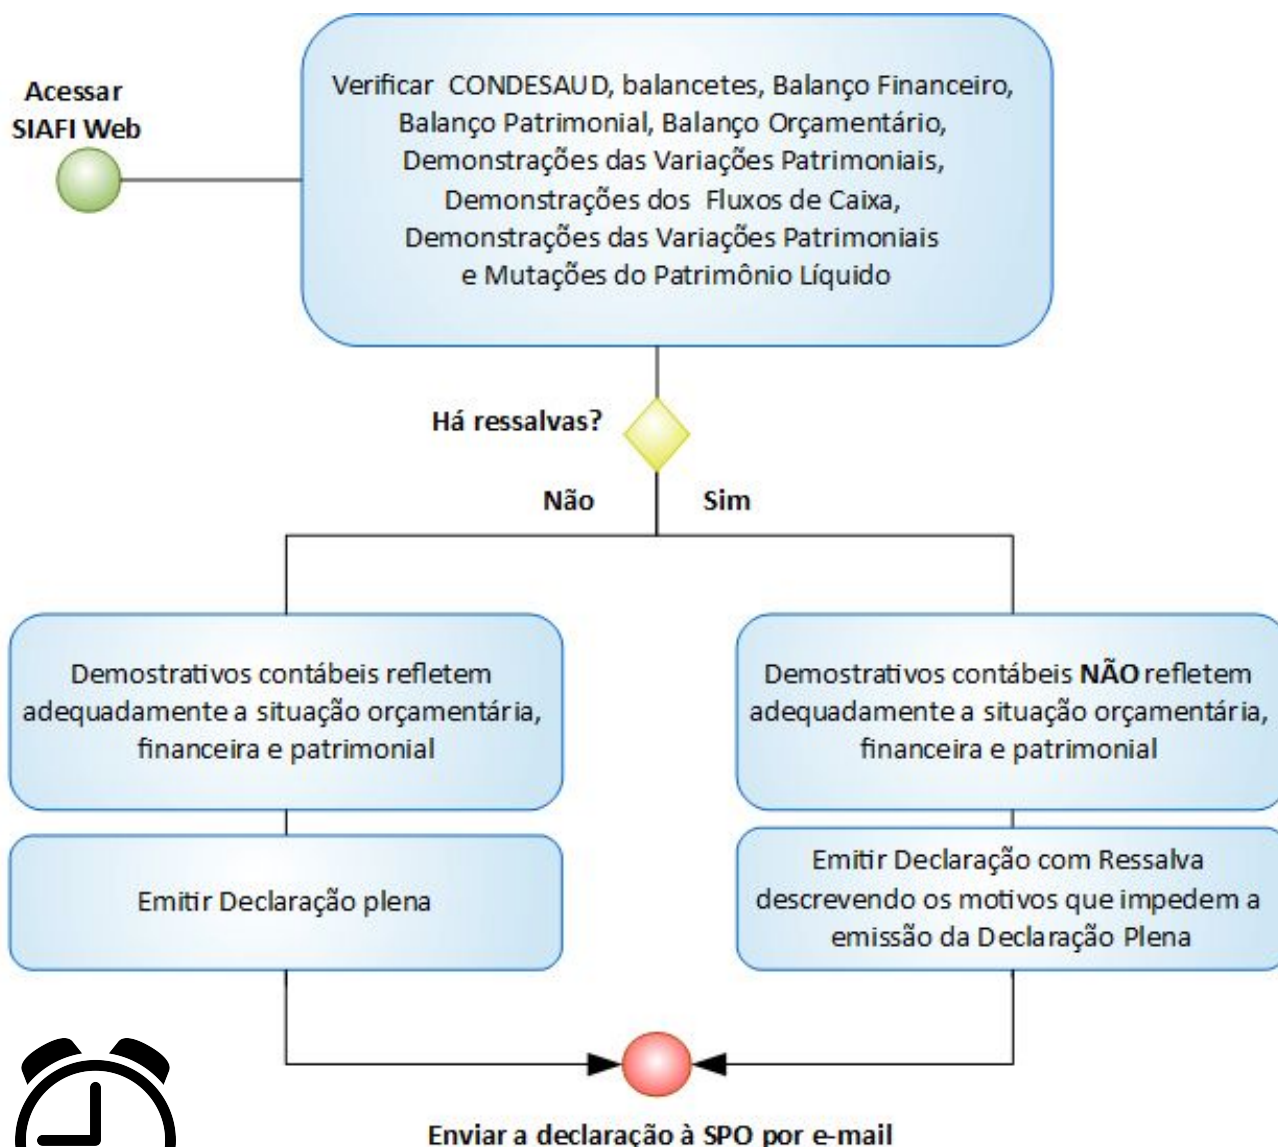 Acessar
SIAFI Web
Verificar CONDESAUD, balancetes, Balanço Financeiro,
Balanço Patrimonial, Balanço Orçamentário,
Demonstrações das Variações Patrimoniais,
Demonstrações dos Fluxos de Caixa,
Demonstrações das Variações Patrimoniais
e Mutações do Patrimônio Líquido
Há ressalvas?
Não
Sim
Demostrativos contábeis refletem
adequadamente a situação orçamentária,
financeira e patrimonial
Demostrativos contábeis NÃO refletem
adequadamente a situação orçamentária,
financeira e patrimonial
Emitir Declaração plena
Emitir Declaração com Ressalva
descrevendo os motivos que impedem a
emissão da Declaração Plena
Enviar a declaração à SPO por e-mail